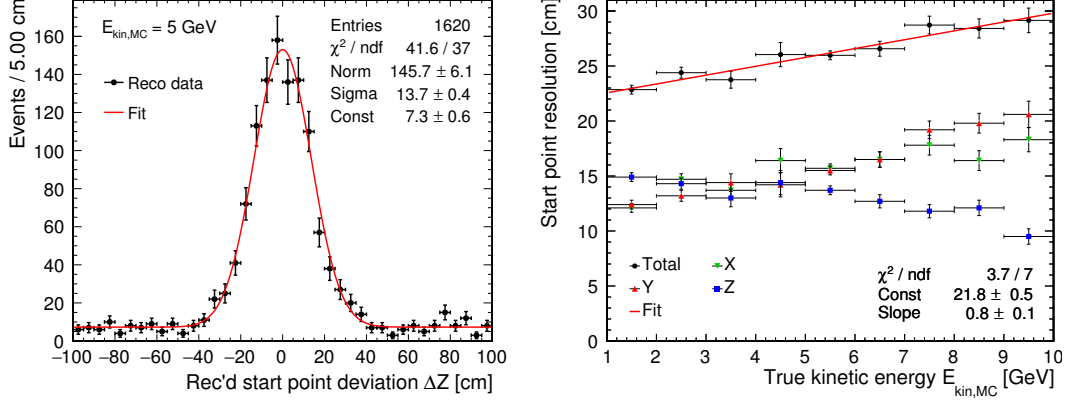 E_kin,MC = 5 GeV
Entries 1620
χ² / ndf 41.6 / 37
Norm 145.7 ± 6.1
Sigma 13.7 ± 0.4
Const 7.3 ± 0.6
Reco data
Fit
Events / 5.00 cm
160
140
120
100
80
60
40
20
0
−100 −80 −60 −40 −20 0 20 40 60 80 100
Rec'd start point deviation ΔZ [cm]
Start point resolution [cm]
30
25
20
15
10
5
0
Total X
Y Z
Fit
χ² / ndf 3.7 / 7
Const 21.8 ± 0.5
Slope 0.8 ± 0.1
1 2 3 4 5 6 7 8 9 10
True kinetic energy E_kin,MC [GeV]